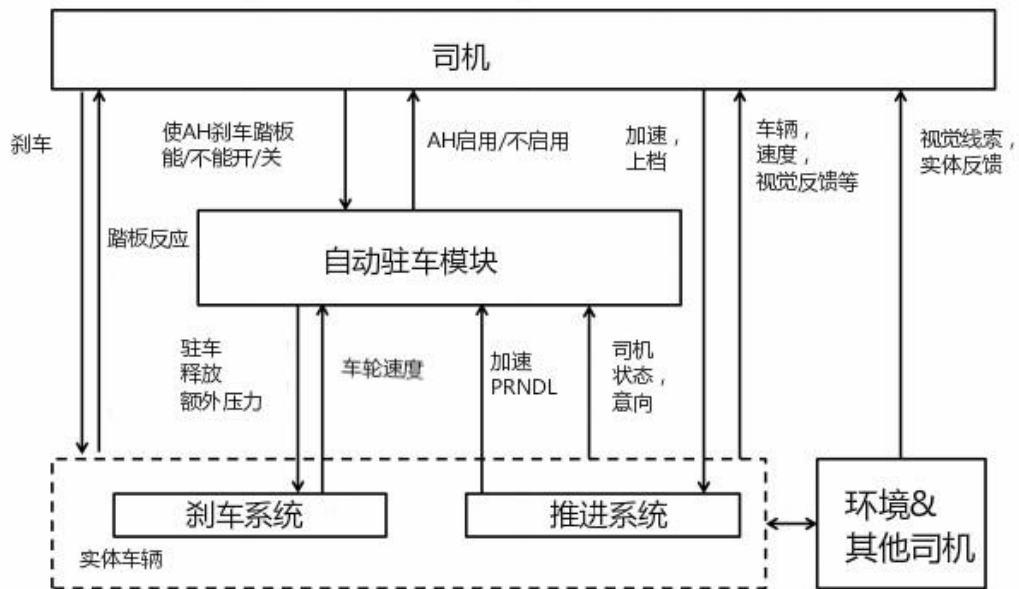 司机
刹车
使AH刹车踏板
能/不能开/关
AH启用/不启用
加速，
上档
车辆，
速度，
视觉反馈等
视觉线索，
实体反馈
踏板反应
自动驻车模块
驻车
释放
额外压力
车轮速度
加速
PRNDL
司机
状态，
意向
刹车系统
推进系统
实体车辆
环境&
其他司机